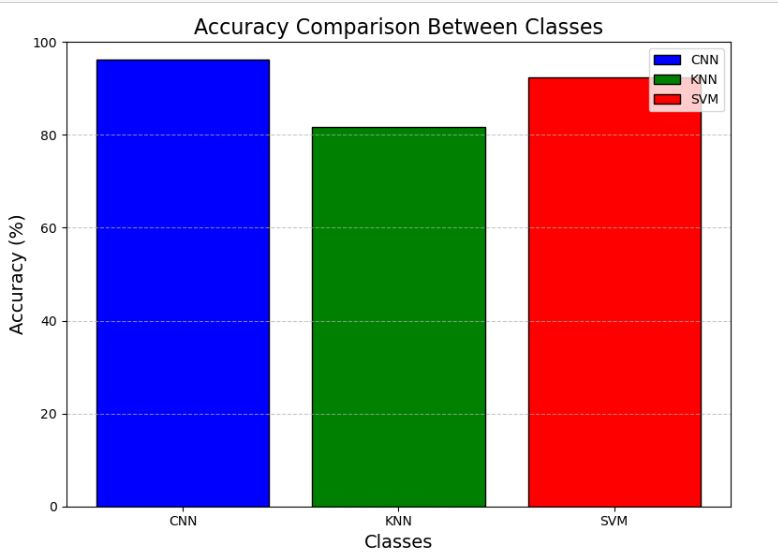 Accuracy Comparison Between Classes
100
80
60
40
20
0
Accuracy (%)
CNN
KNN
SVM
CNN
KNN
SVM
Classes